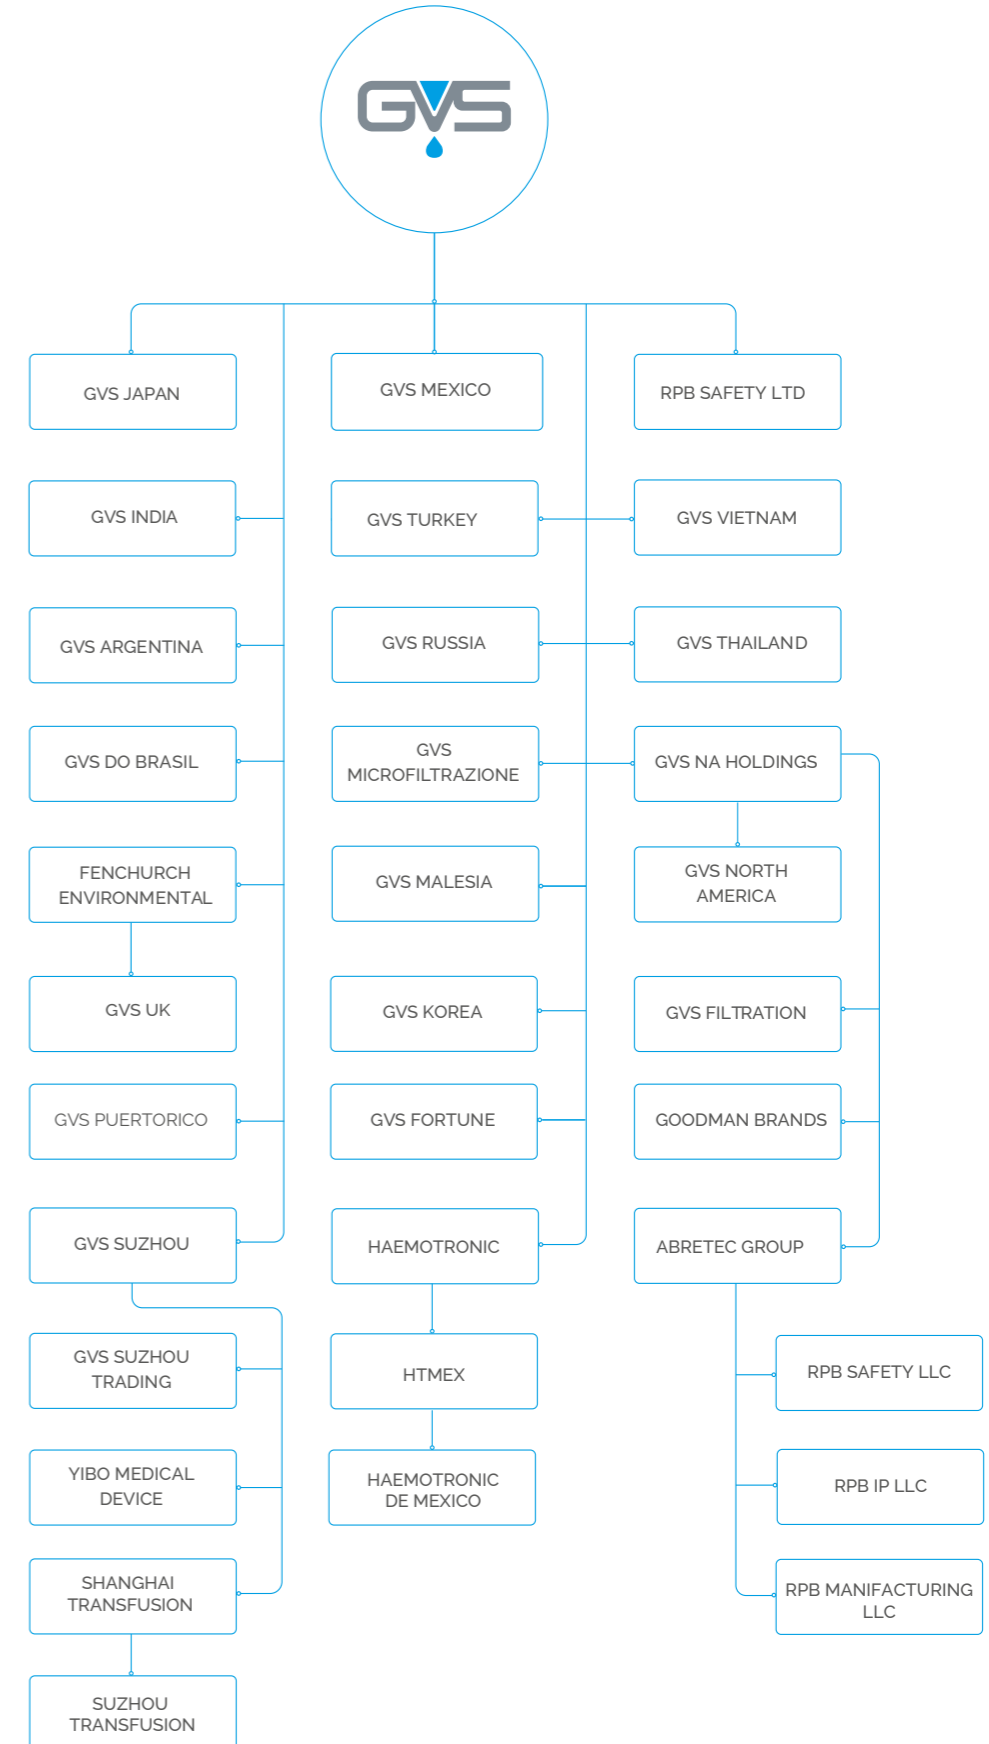 GVS
GVS JAPAN
GVS MEXICO
RPB SAFETY LTD
GVS INDIA
GVS TURKEY
GVS VIETNAM
GVS ARGENTINA
GVS RUSSIA
GVS THAILAND
GVS DO BRASIL
GVS
MICROFILTRAZIONE
GVS NA HOLDINGS
FENCHURCH
ENVIRONMENTAL
GVS MALESIA
GVS NORTH
AMERICA
GVS UK
GVS KOREA
GVS FILTRATION
GVS PUERTORICO
GVS FORTUNE
GOODMAN BRANDS
GVS SUZHOU
HAEMOTRONIC
ABRETEC GROUP
GVS SUZHOU
TRADING
HTMEX
RPB SAFETY LLC
YIBO MEDICAL
DEVICE
HAEMOTRONIC
DE MEXICO
RPB IP LLC
SHANGHAI
TRANSFUSION
RPB MANIFACTURING
LLC
SUZHOU
TRANSFUSION